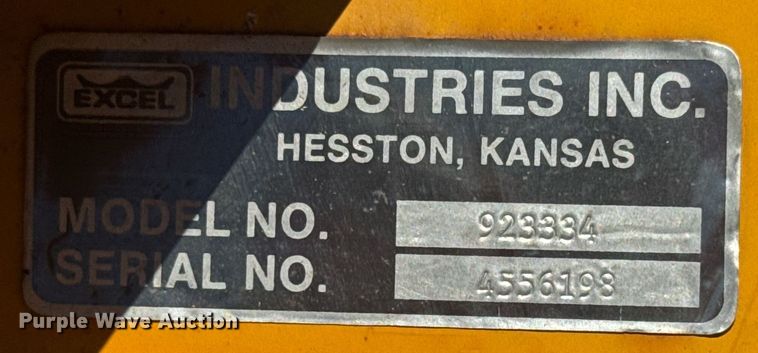 EXCEL INDUSTRIES INC.
HESSTON, KANSAS
MODEL NO. 923334
SERIAL NO. 4556198
Purple Wave Auction